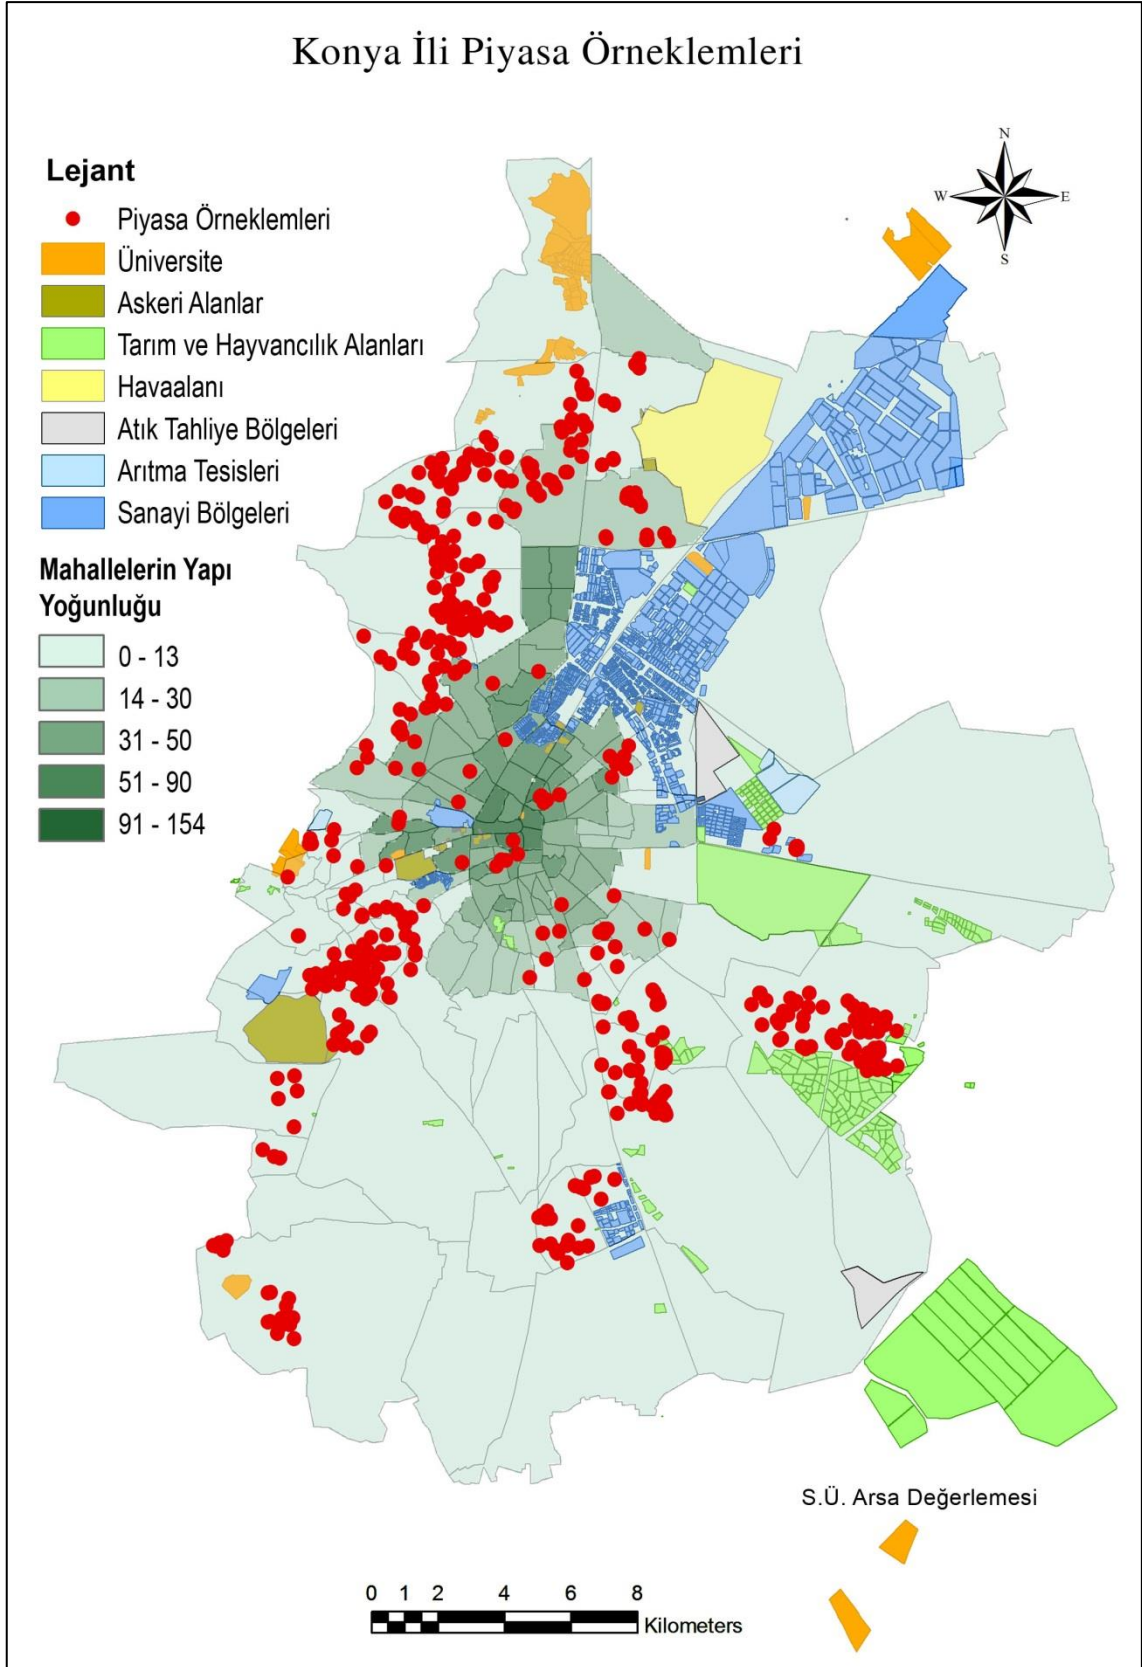 Konya İli Piyasa Örneklemleri
N
W
E
S
Lejant
Piyasa Örneklemleri
Üniversite
Askeri Alanlar
Tarım ve Hayvancılık Alanları
Havaalanı
Atık Tahliye Bölgeleri
Arıtma Tesisleri
Sanayi Bölgeleri
Mahallelerin Yapı
Yoğunluğu
0 - 13
14 - 30
31 - 50
51 - 90
91 - 154
S.Ü. Arsa Değerlemesi
0 1 2 4 6 8
Kilometers